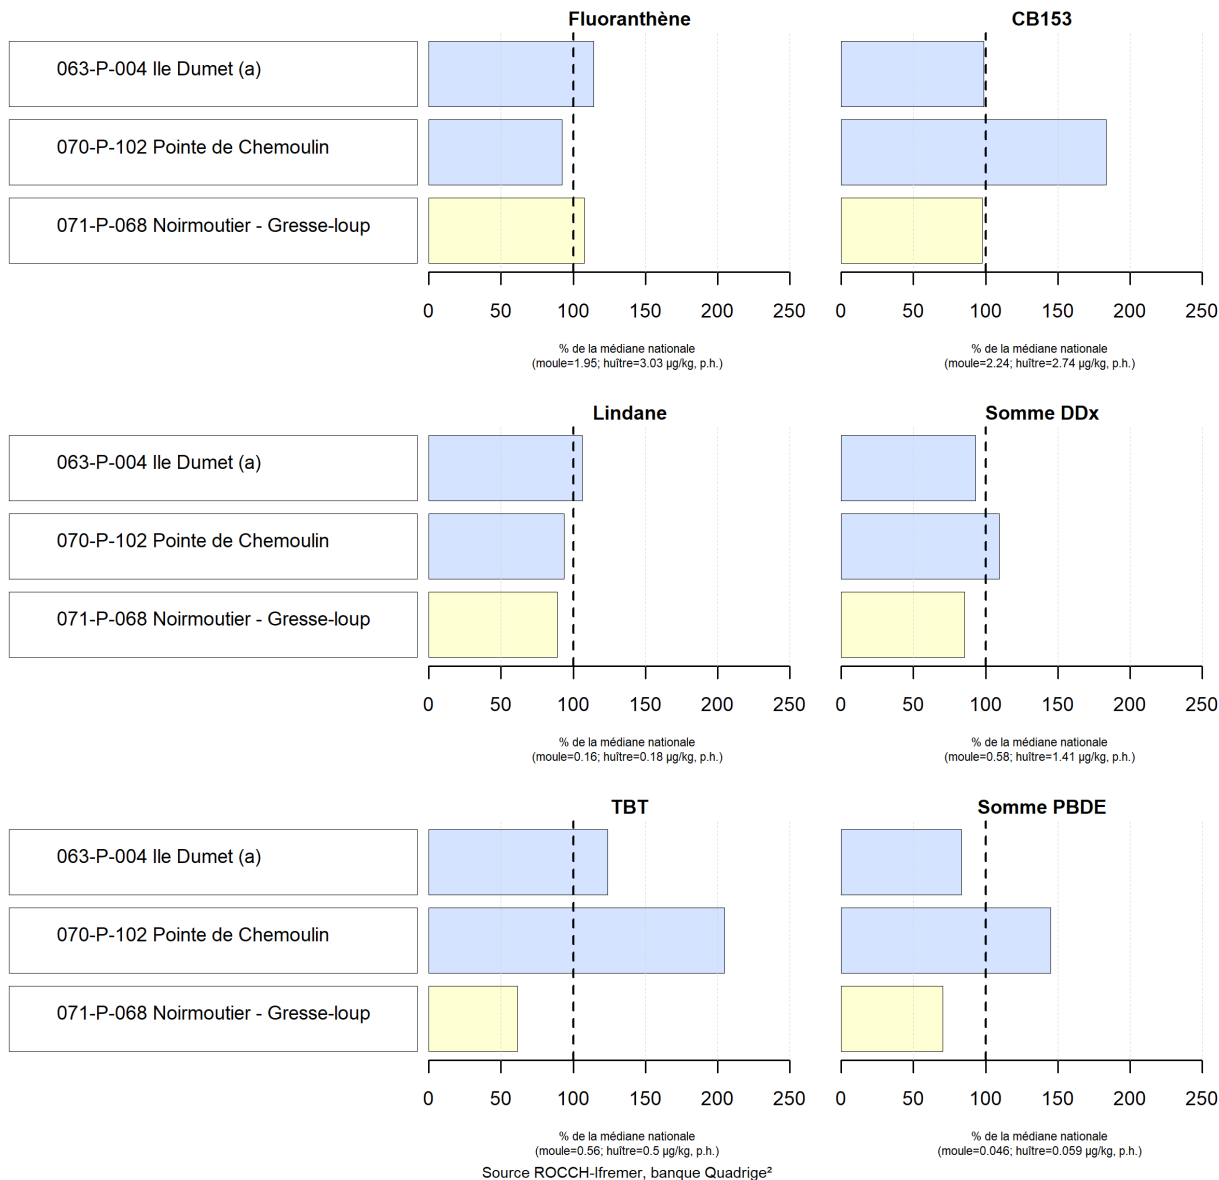 Fluoranthène
CB153
063-P-004 Ile Dumet (a)
070-P-102 Pointe de Chemoulin
071-P-068 Noirmoutier - Gresse-loup
0 50 100 150 200 250
0 50 100 150 200 250
% de la médiane nationale
(moule=1.95; huître=3.03 µg/kg, p.h.)
% de la médiane nationale
(moule=2.24; huître=2.74 µg/kg, p.h.)
Lindane
Somme DDx
063-P-004 Ile Dumet (a)
070-P-102 Pointe de Chemoulin
071-P-068 Noirmoutier - Gresse-loup
0 50 100 150 200 250
0 50 100 150 200 250
% de la médiane nationale
(moule=0.16; huître=0.18 µg/kg, p.h.)
% de la médiane nationale
(moule=0.58; huître=1.41 µg/kg, p.h.)
TBT
Somme PBDE
063-P-004 Ile Dumet (a)
070-P-102 Pointe de Chemoulin
071-P-068 Noirmoutier - Gresse-loup
0 50 100 150 200 250
0 50 100 150 200 250
% de la médiane nationale
(moule=0.56; huître=0.5 µg/kg, p.h.)
% de la médiane nationale
(moule=0.046; huître=0.059 µg/kg, p.h.)
Source ROCCH-Ifremer, banque Quadrige²